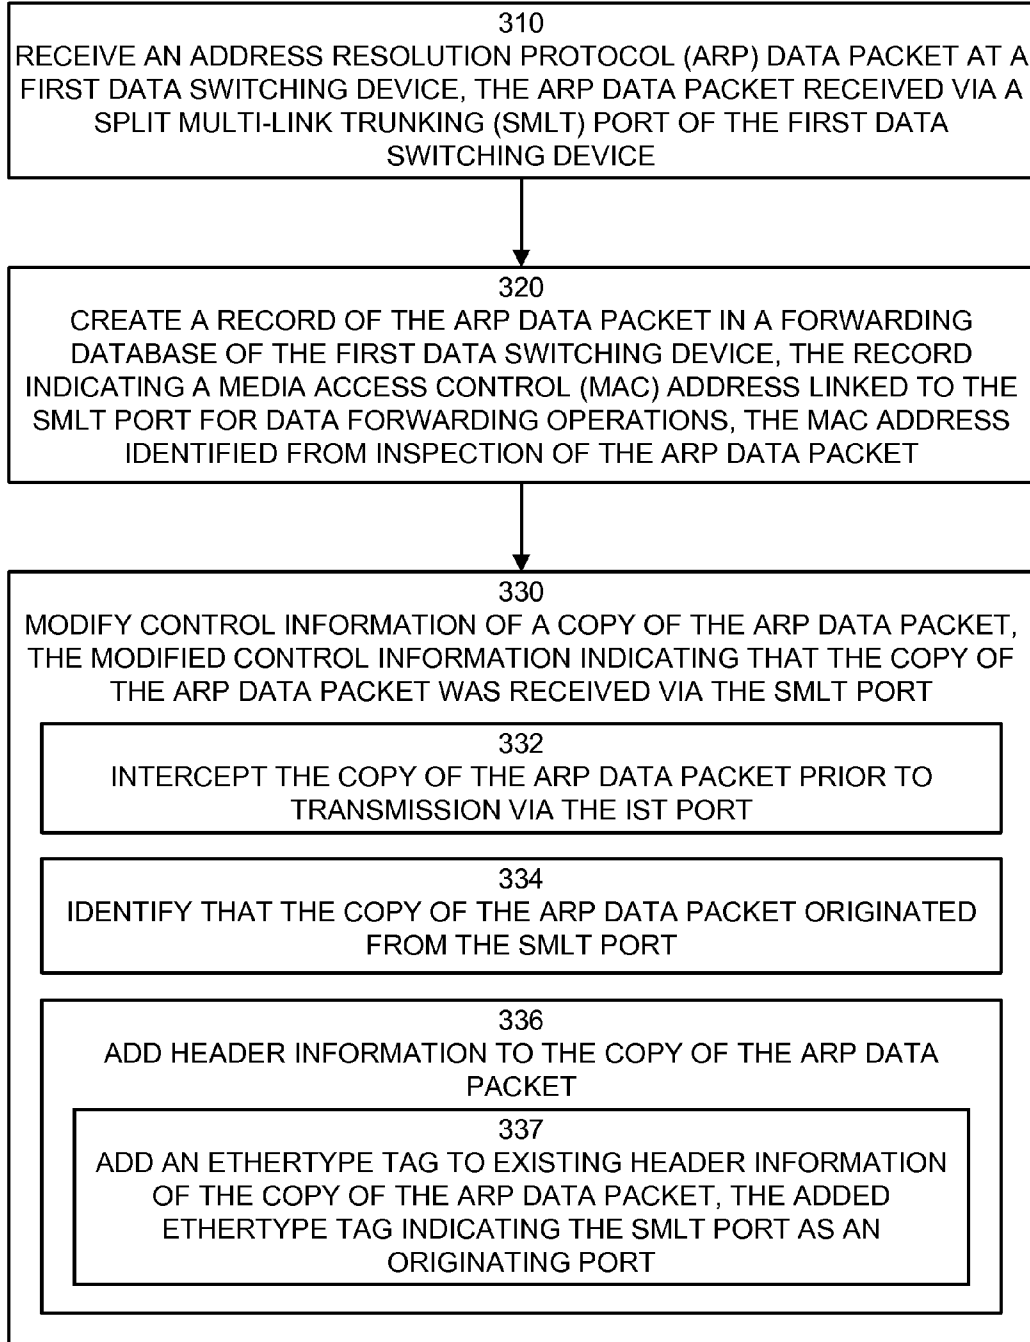 310
RECEIVE AN ADDRESS RESOLUTION PROTOCOL (ARP) DATA PACKET AT A
FIRST DATA SWITCHING DEVICE, THE ARP DATA PACKET RECEIVED VIA A
SPLIT MULTI-LINK TRUNKING (SMLT) PORT OF THE FIRST DATA
SWITCHING DEVICE
320
CREATE A RECORD OF THE ARP DATA PACKET IN A FORWARDING
DATABASE OF THE FIRST DATA SWITCHING DEVICE, THE RECORD
INDICATING A MEDIA ACCESS CONTROL (MAC) ADDRESS LINKED TO THE
SMLT PORT FOR DATA FORWARDING OPERATIONS, THE MAC ADDRESS
IDENTIFIED FROM INSPECTION OF THE ARP DATA PACKET
330
MODIFY CONTROL INFORMATION OF A COPY OF THE ARP DATA PACKET,
THE MODIFIED CONTROL INFORMATION INDICATING THAT THE COPY OF
THE ARP DATA PACKET WAS RECEIVED VIA THE SMLT PORT
332
INTERCEPT THE COPY OF THE ARP DATA PACKET PRIOR TO
TRANSMISSION VIA THE IST PORT
334
IDENTIFY THAT THE COPY OF THE ARP DATA PACKET ORIGINATED
FROM THE SMLT PORT
336
ADD HEADER INFORMATION TO THE COPY OF THE ARP DATA
PACKET
337
ADD AN ETHERTYPE TAG TO EXISTING HEADER INFORMATION
OF THE COPY OF THE ARP DATA PACKET, THE ADDED
ETHERTYPE TAG INDICATING THE SMLT PORT AS AN
ORIGINATING PORT